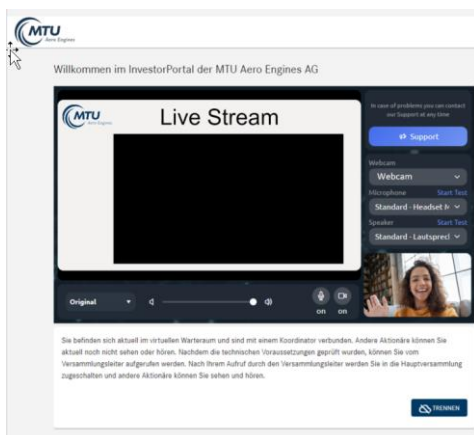 MTU
Aero Engines
Willkommen im InvestorPortal der MTU Aero Engines AG
MTU
Aero Engines
Live Stream
In case of problems you can contact
our Support at any time
Support
Webcam
Webcam
Microphone Start Test
Standard - Headset
Speaker Start Test
Standard - Lautsprecl
Original
on on
Sie befinden sich aktuell im virtuellen Warteraum und sind mit einem Koordinator verbunden. Andere Aktionäre können Sie
aktuell noch nicht sehen oder hören. Nachdem die technischen Voraussetzungen geprüft wurden, können Sie vom
Versammlungsleiter aufgerufen werden. Nach Ihrem Aufruf durch den Versammlungsleiter werden Sie in die Hauptversammlung
zugeschalten und andere Aktionäre können Sie sehen und hören.
TRENNEN